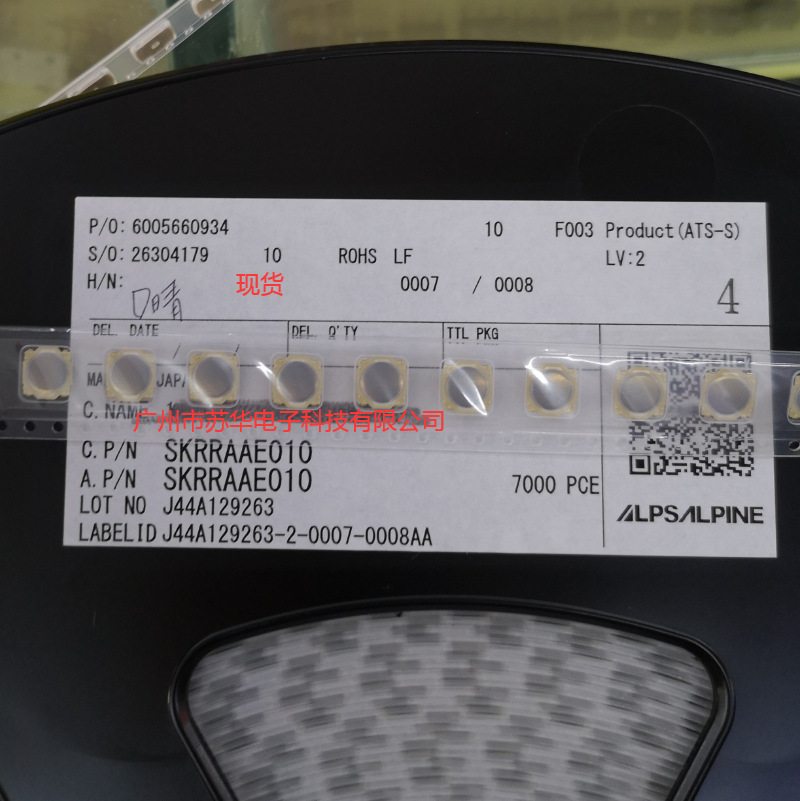 P/O: 6005660934 10 F003 Product(ATS-S)
S/O: 26304179 10 ROHS LF LV:2
H/N: 现货 0007 / 0008 4
DEL. DATE DEL. Q'TY TTL PKG
/ /
MA JAPA
C. NAME
广州市苏华电子科技有限公司
C. P/N SKRRAAE010
A. P/N SKRRAAE010 7000 PCE
LOT NO J44A129263
LABELID J44A129263-2-0007-0008AA
ALPSALPINE